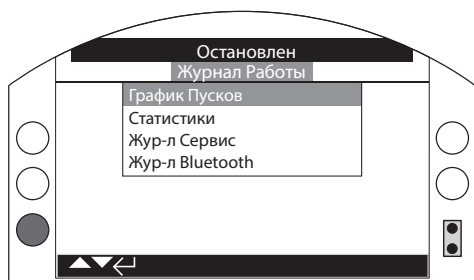 Остановлен
Журнал Работы
График Пусков
Статистики
Жур-л Сервис
Жур-л Bluetooth